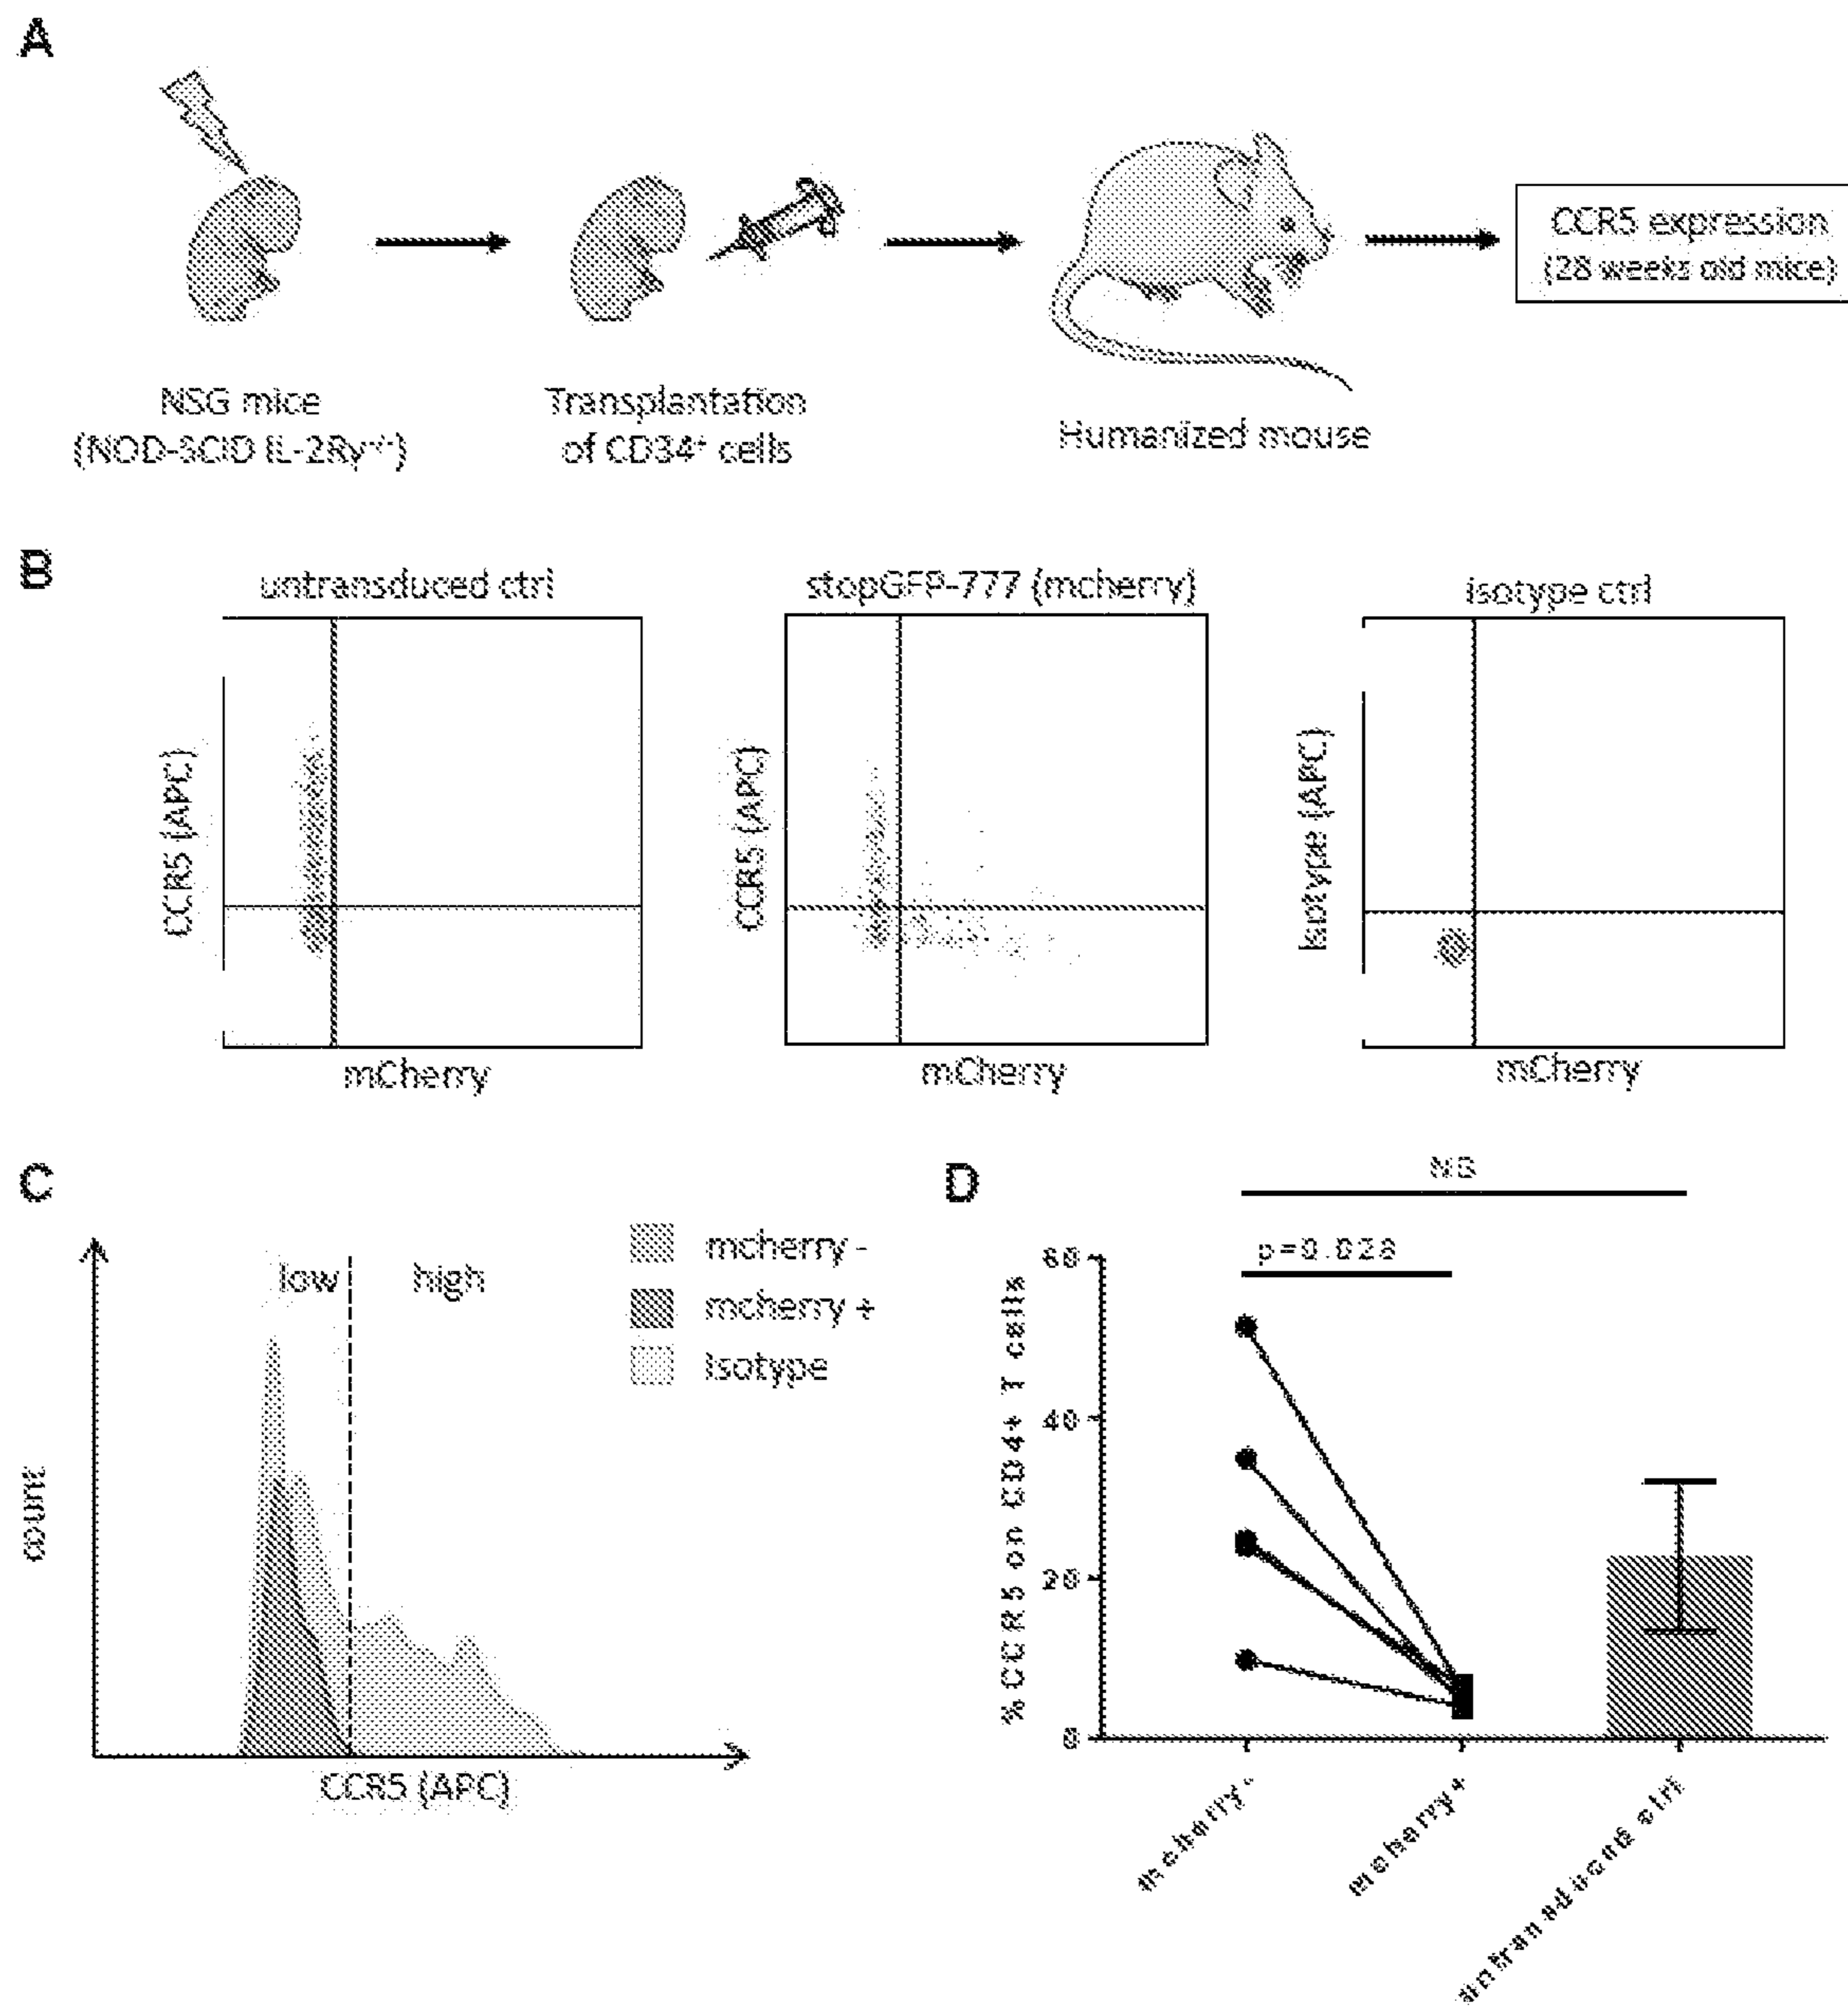 A
NSG mice
(NOD-SCID IL-2Rγ-/-)
Transplantation
of CD34+ cells
Humanized mouse
CCR5 expression
(28 weeks old mice)
B
untransduced ctrl
CCR5 (APC)
mCherry
stopGFP-777 (mcherry)
CCR5 (APC)
mCherry
isotype ctrl
Isotype (APC)
mCherry
C
low
high
mcherry -
mcherry +
Isotype
count
CCR5 (APC)
D
NS
p=0.028
%CCR5 on CD4+ T cells
60
40
20
0
mcherry-
mcherry+